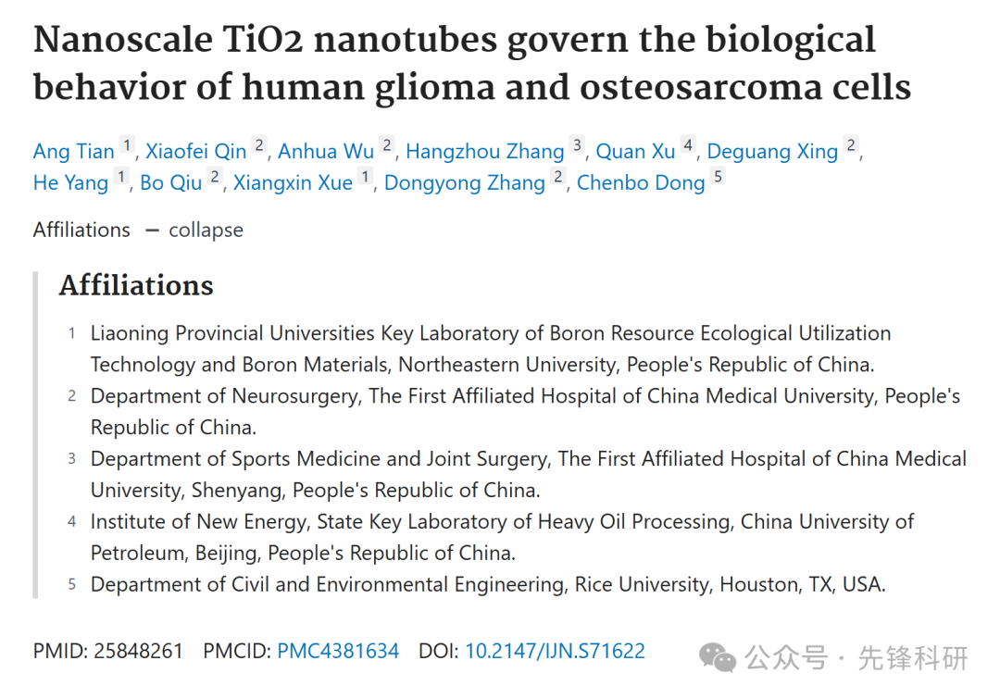 Nanoscale TiO2 nanotubes govern the biological
behavior of human glioma and osteosarcoma cells
Ang Tian 1, Xiaofei Qin 2, Anhua Wu 2, Hangzhou Zhang 3, Quan Xu 4, Deguang Xing 2,
He Yang 1, Bo Qiu 2, Xiangxin Xue 1, Dongyong Zhang 2, Chenbo Dong 5
Affiliations — collapse
Affiliations
1 Liaoning Provincial Universities Key Laboratory of Boron Resource Ecological Utilization
Technology and Boron Materials, Northeastern University, People's Republic of China.
2 Department of Neurosurgery, The First Affiliated Hospital of China Medical University, People's
Republic of China.
3 Department of Sports Medicine and Joint Surgery, The First Affiliated Hospital of China Medical
University, Shenyang, People's Republic of China.
4 Institute of New Energy, State Key Laboratory of Heavy Oil Processing, China University of
Petroleum, Beijing, People's Republic of China.
5 Department of Civil and Environmental Engineering, Rice University, Houston, TX, USA.
PMID: 25848261 PMCID: PMC4381634 DOI: 10.2147/IJN.S71622
公众号 · 先锋科研